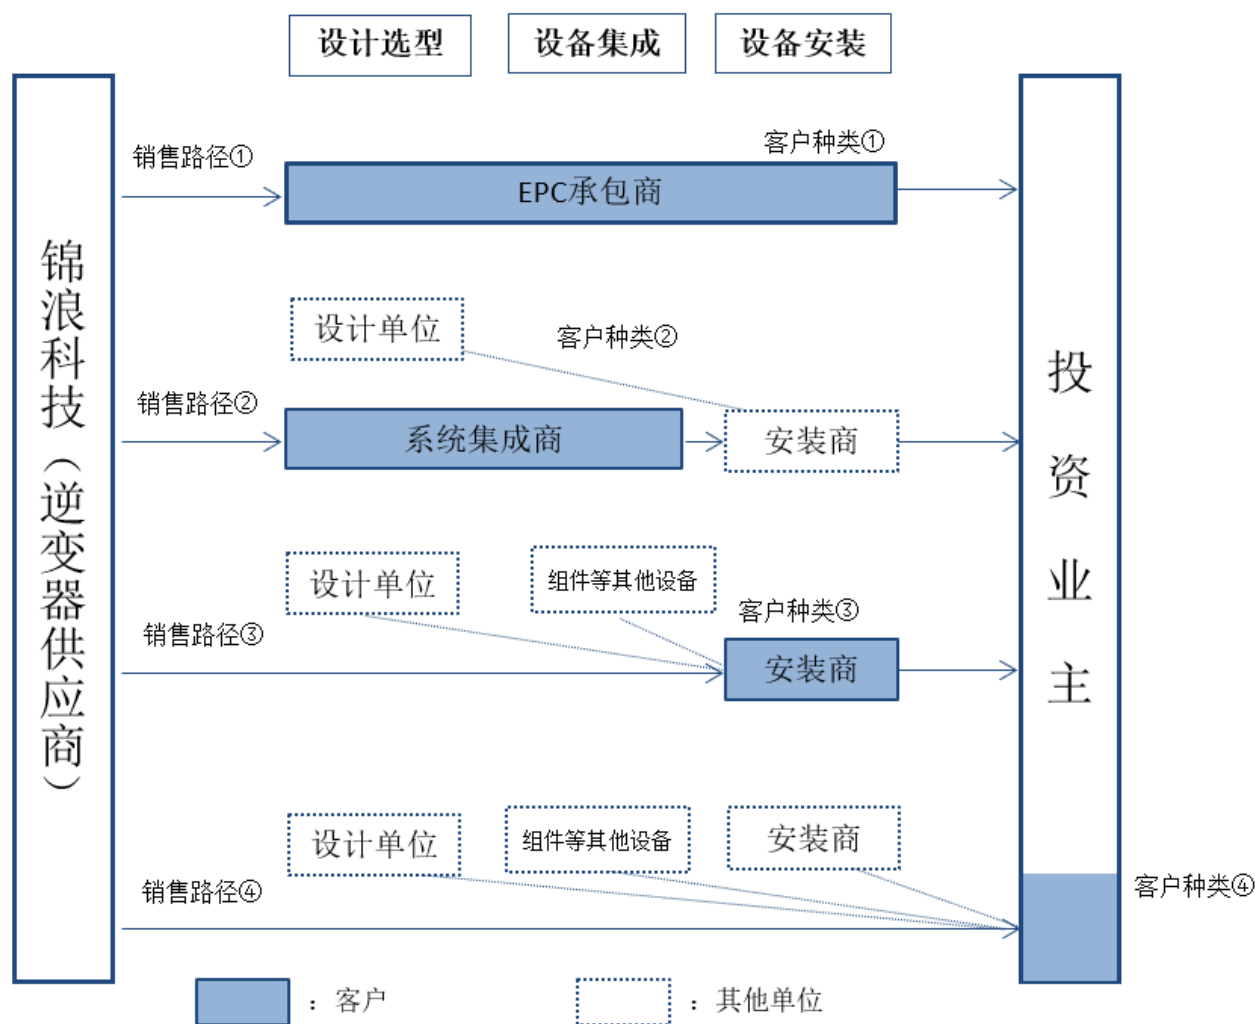 设计选型
设备集成
设备安装
锦浪科技（逆变器供应商）
投资业主
销售路径①
客户种类①
EPC承包商
设计单位
客户种类②
销售路径②
系统集成商
安装商
设计单位
组件等其他设备
客户种类③
销售路径③
安装商
设计单位
组件等其他设备
安装商
销售路径④
客户种类④
：客户
：其他单位